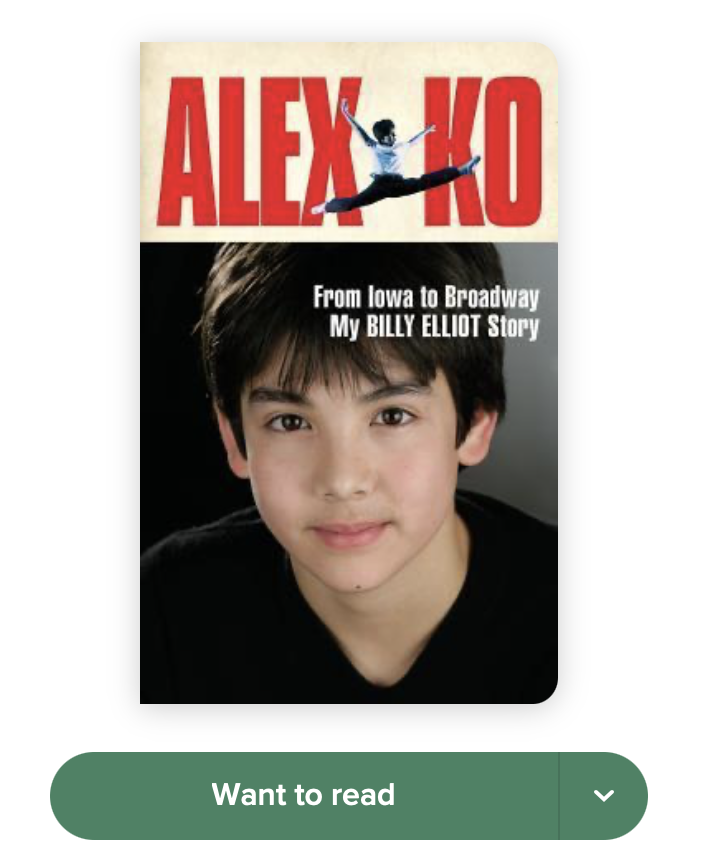 ALEX KO
From Iowa to Broadway
My BILLY ELLIOT Story
Want to read